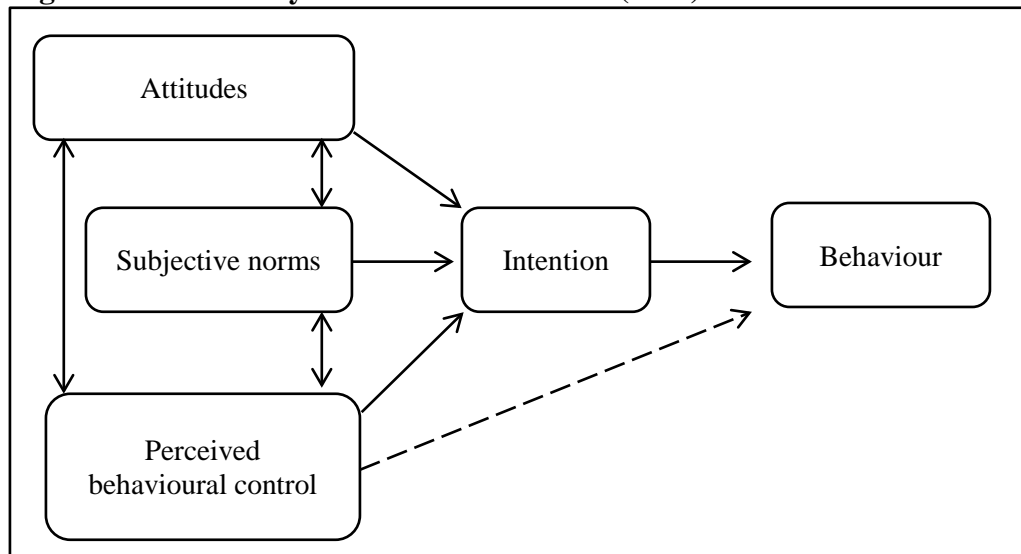 Attitudes
Subjective norms
Intention
Behaviour
Perceived
behavioural control